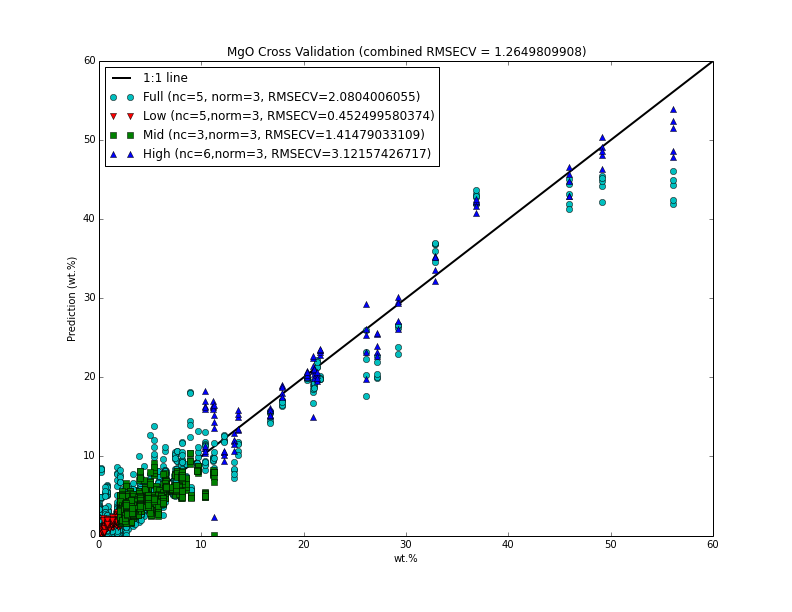 MgO Cross Validation (combined RMSECV = 1.2649809908)
1:1 line
Full (nc=5, norm=3, RMSECV=2.0804006055)
Low (nc=5,norm=3, RMSECV=0.452499580374)
Mid (nc=3,norm=3, RMSECV=1.41479033109)
High (nc=6,norm=3, RMSECV=3.12157426717)
Prediction (wt.%)
60
50
40
30
20
10
0
0 10 20 30 40 50 60
wt.%